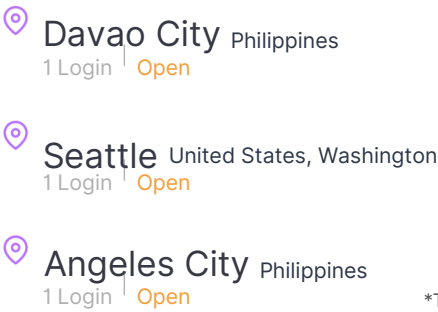 Davao City Philippines
1 Login Open
Seattle United States, Washington
1 Login Open
Angeles City Philippines
1 Login Open